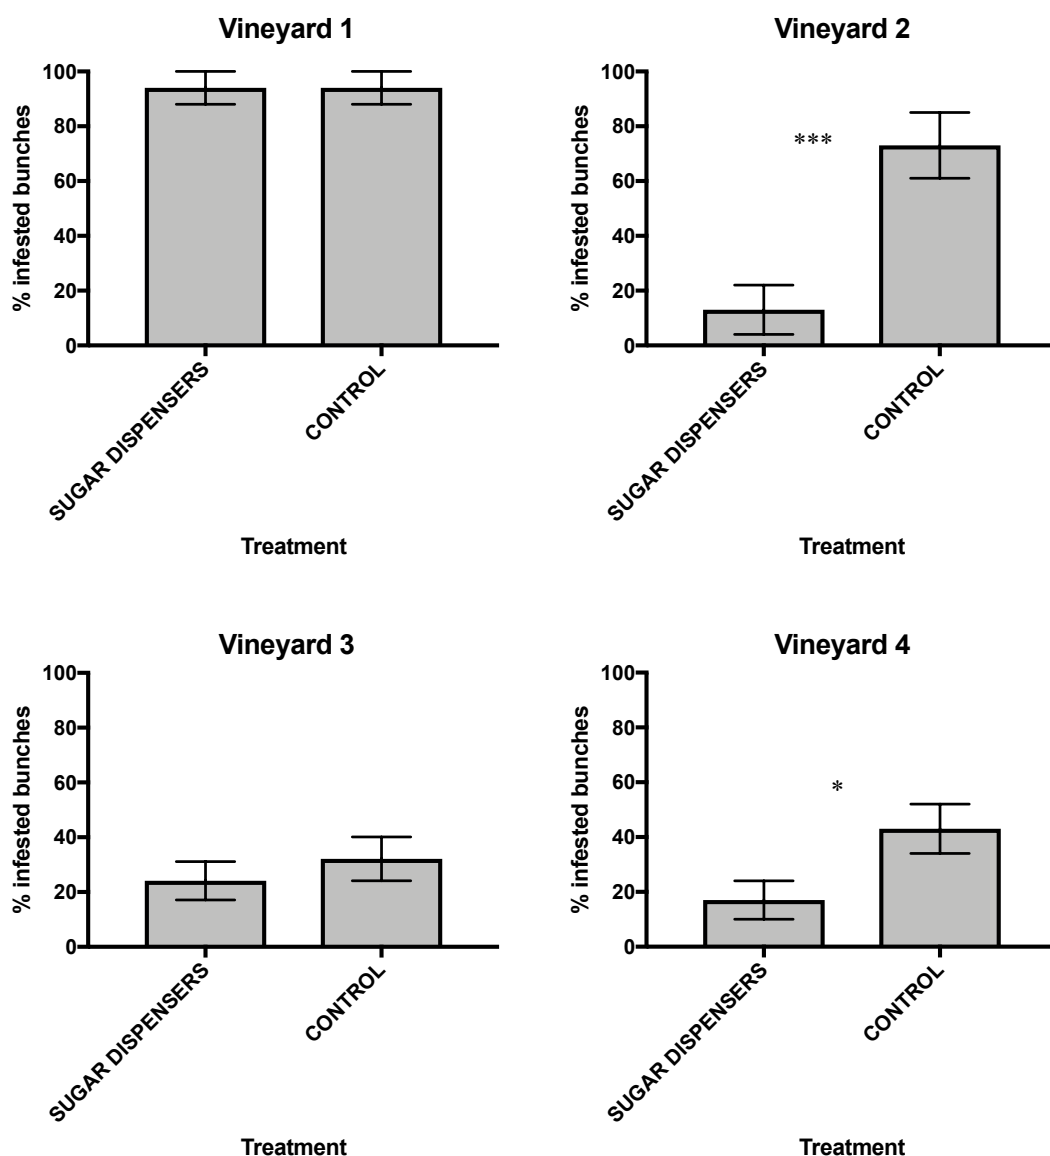 Vineyard 1
% infested bunches
100
80
60
40
20
0
SUGAR DISPENSERS
CONTROL
Treatment
Vineyard 2
% infested bunches
100
80
60
40
20
0
***
SUGAR DISPENSERS
CONTROL
Treatment
Vineyard 3
% infested bunches
100
80
60
40
20
0
SUGAR DISPENSERS
CONTROL
Treatment
Vineyard 4
% infested bunches
100
80
60
40
20
0
*
SUGAR DISPENSERS
CONTROL
Treatment